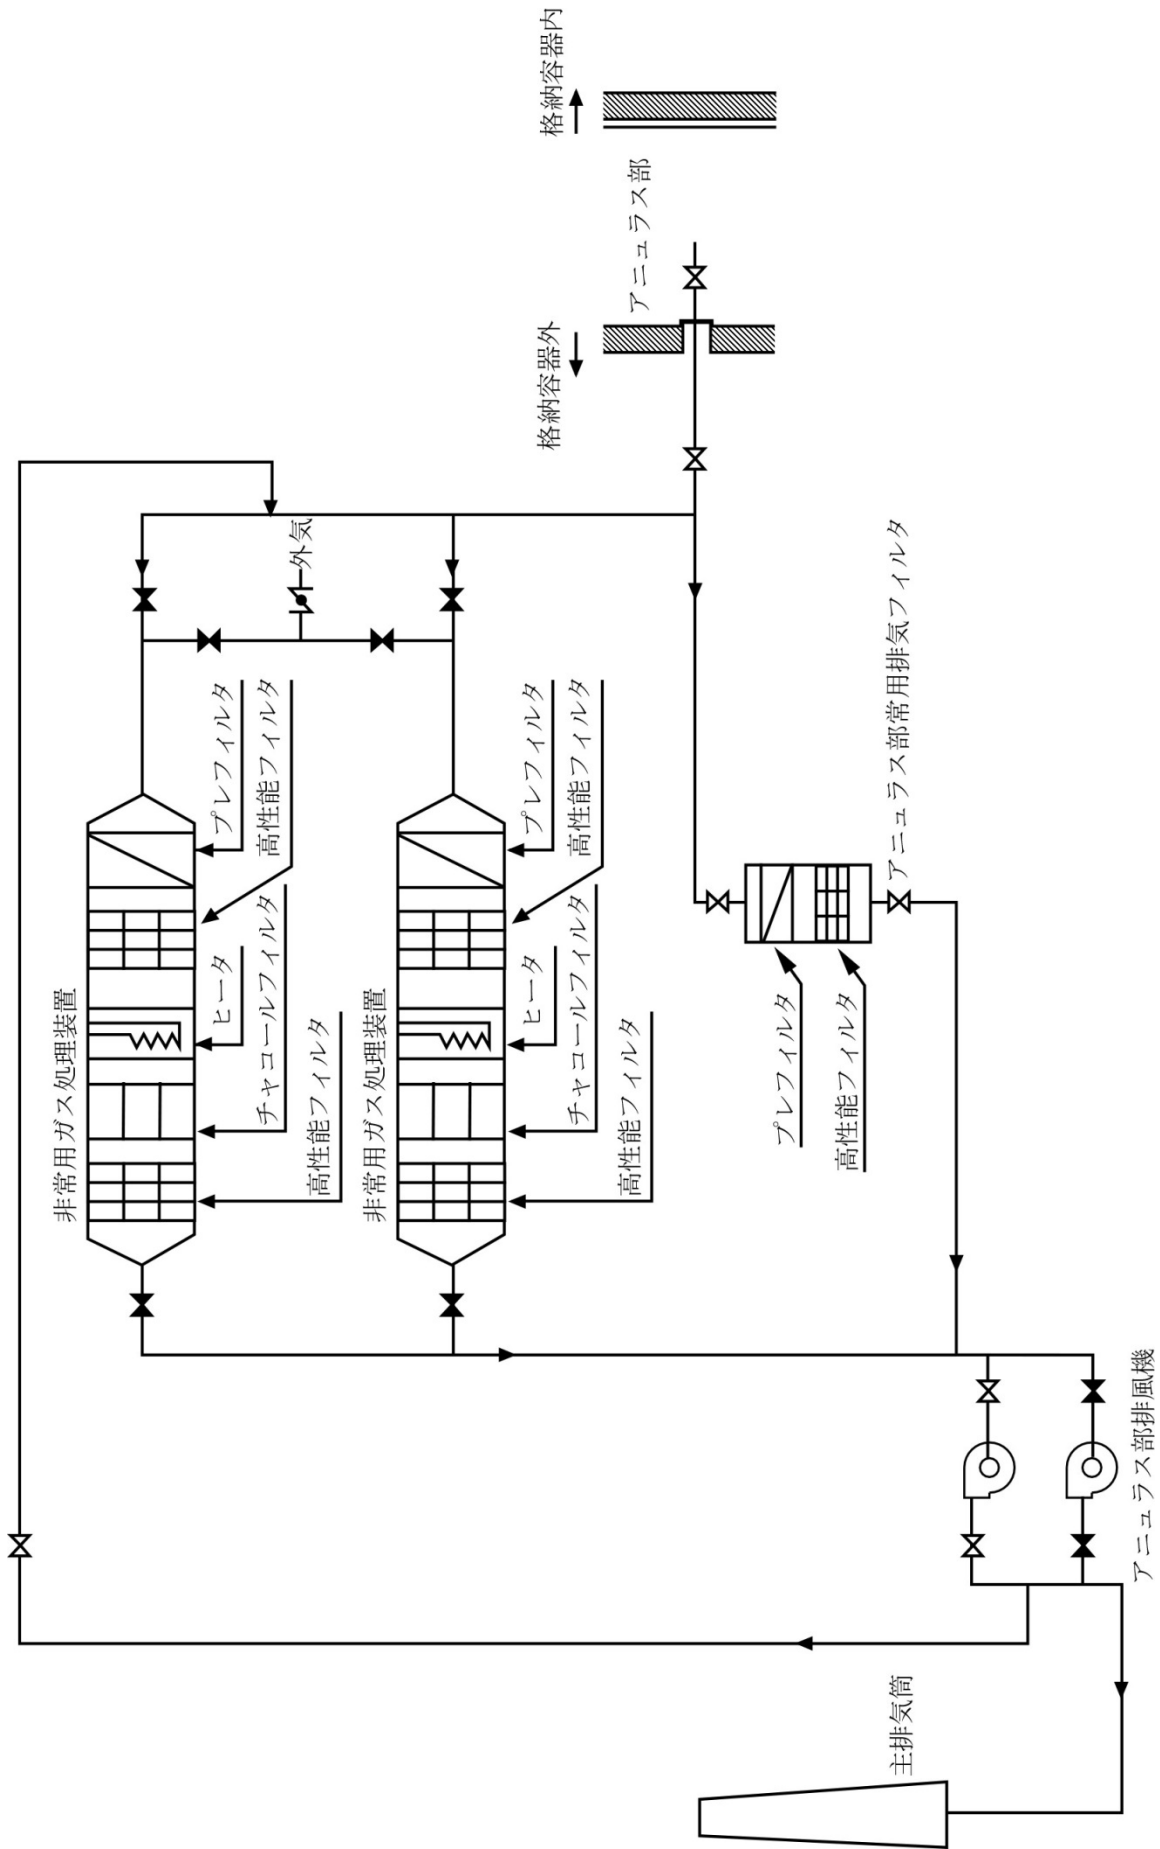 非常用ガス処理装置
ヒータ
プレフィルタ
チャコールフィルタ
高性能フィルタ
外気
高性能フィルタ
非常用ガス処理装置
ヒータ
プレフィルタ
格納容器外
格納容器内
チャコールフィルタ
高性能フィルタ
高性能フィルタ
アニュラス部
プレフィルタ
高性能フィルタ
主排気筒
アニュラス部常用排気フィルタ
アニュラス部排風機